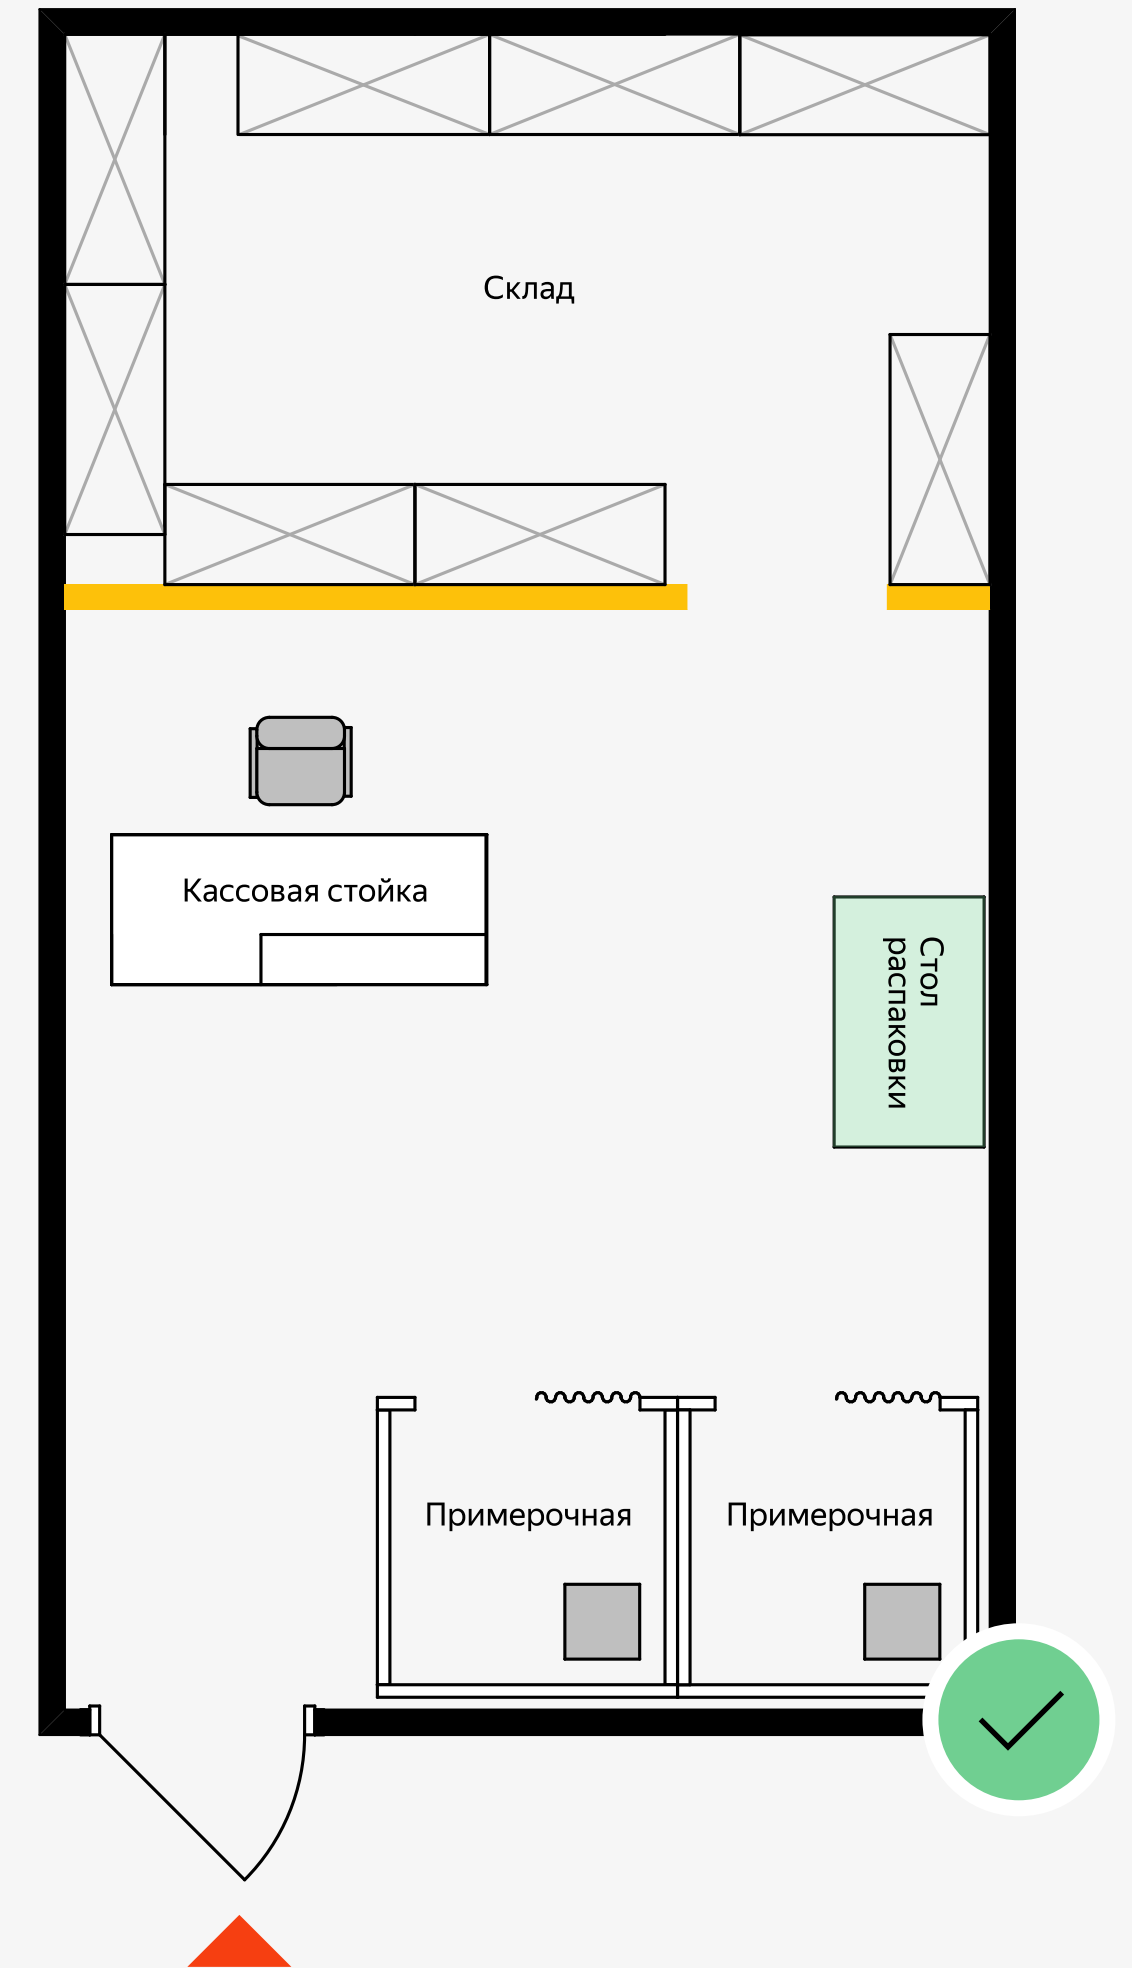 Склад
Кассовая стойка
Стол
распаковки
Примерочная
Примерочная